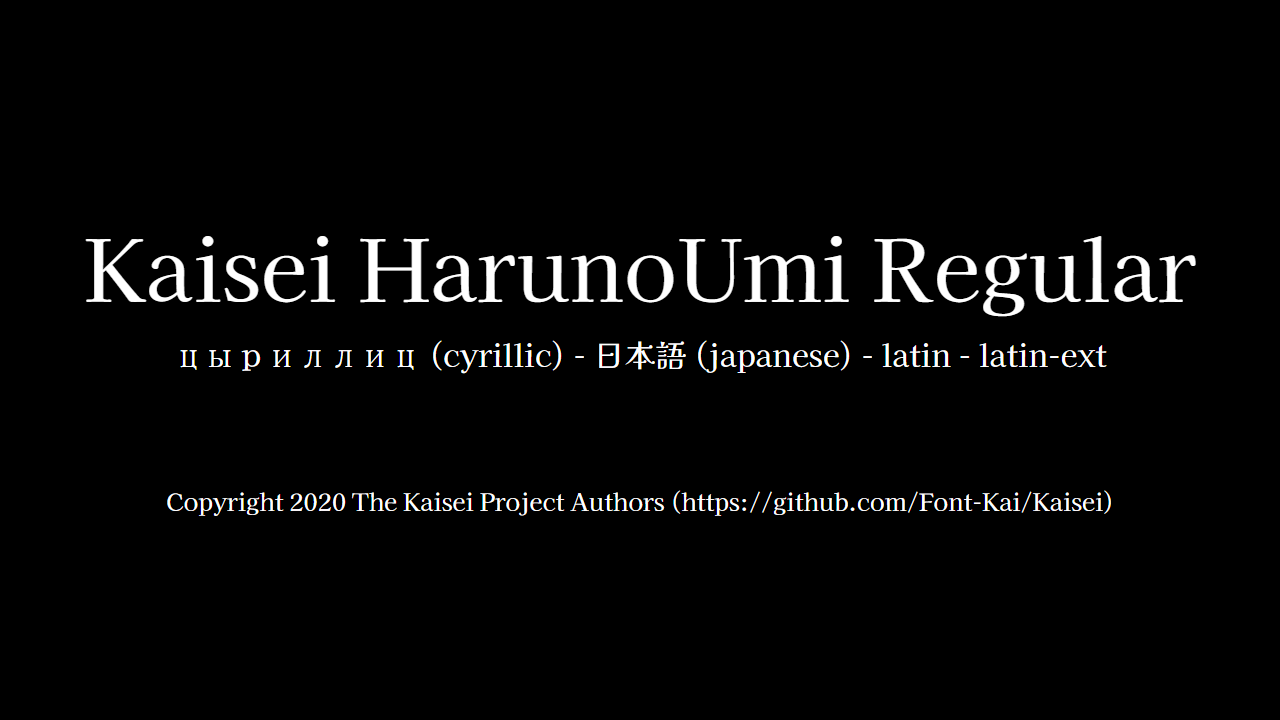 Kaisei HarunoUmi Regular
цыриллиц (cyrillic) - 日本語 (japanese) - latin - latin-ext
Copyright 2020 The Kaisei Project Authors (https://github.com/Font-Kai/Kaisei)